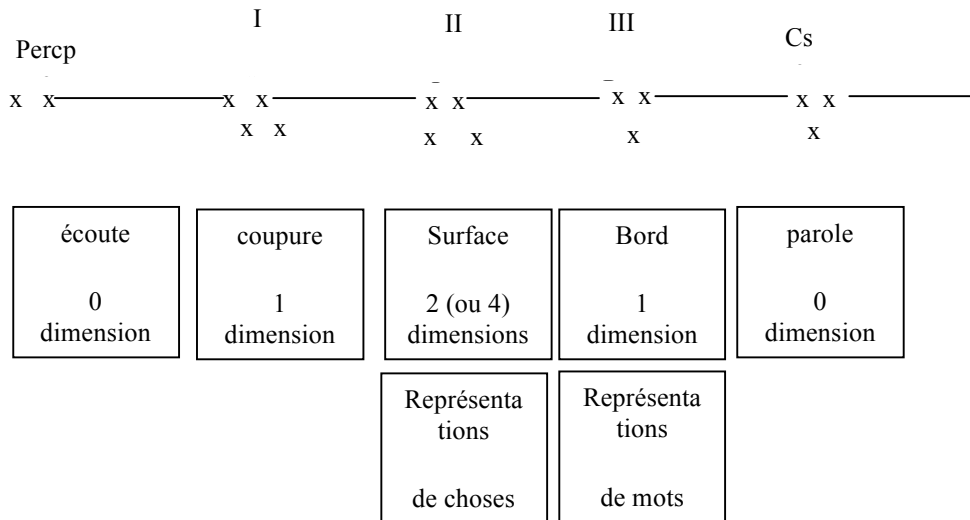 I II III
Percp Cs
x x x x x x x x x x
x x x x x x
écoute coupure Surface Bord parole
0 1 2 (ou 4) 1 0
dimension dimension dimensions dimension dimension
Représenta Représenta
tions tions
de choses de mots